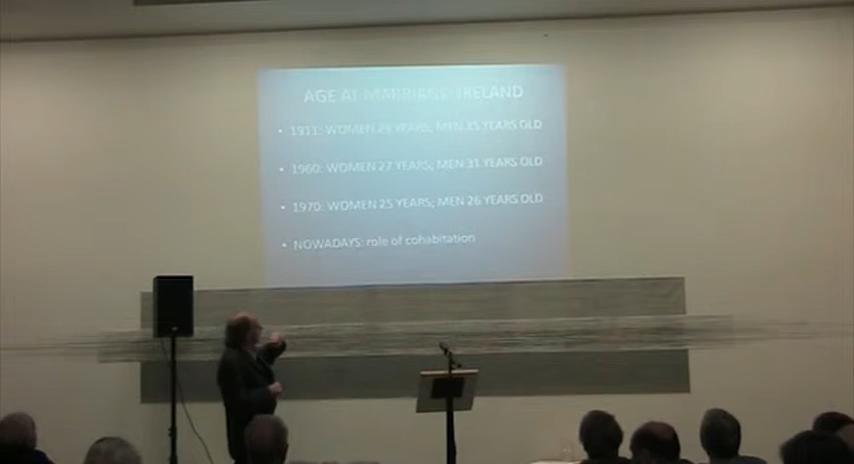 AGE AT MARRIAGE: IRELAND
• 1911: WOMEN 29 YEARS; MEN 35 YEARS OLD
• 1960: WOMEN 27 YEARS; MEN 31 YEARS OLD
• 1970: WOMEN 25 YEARS; MEN 26 YEARS OLD
• NOWADAYS: role of cohabitation